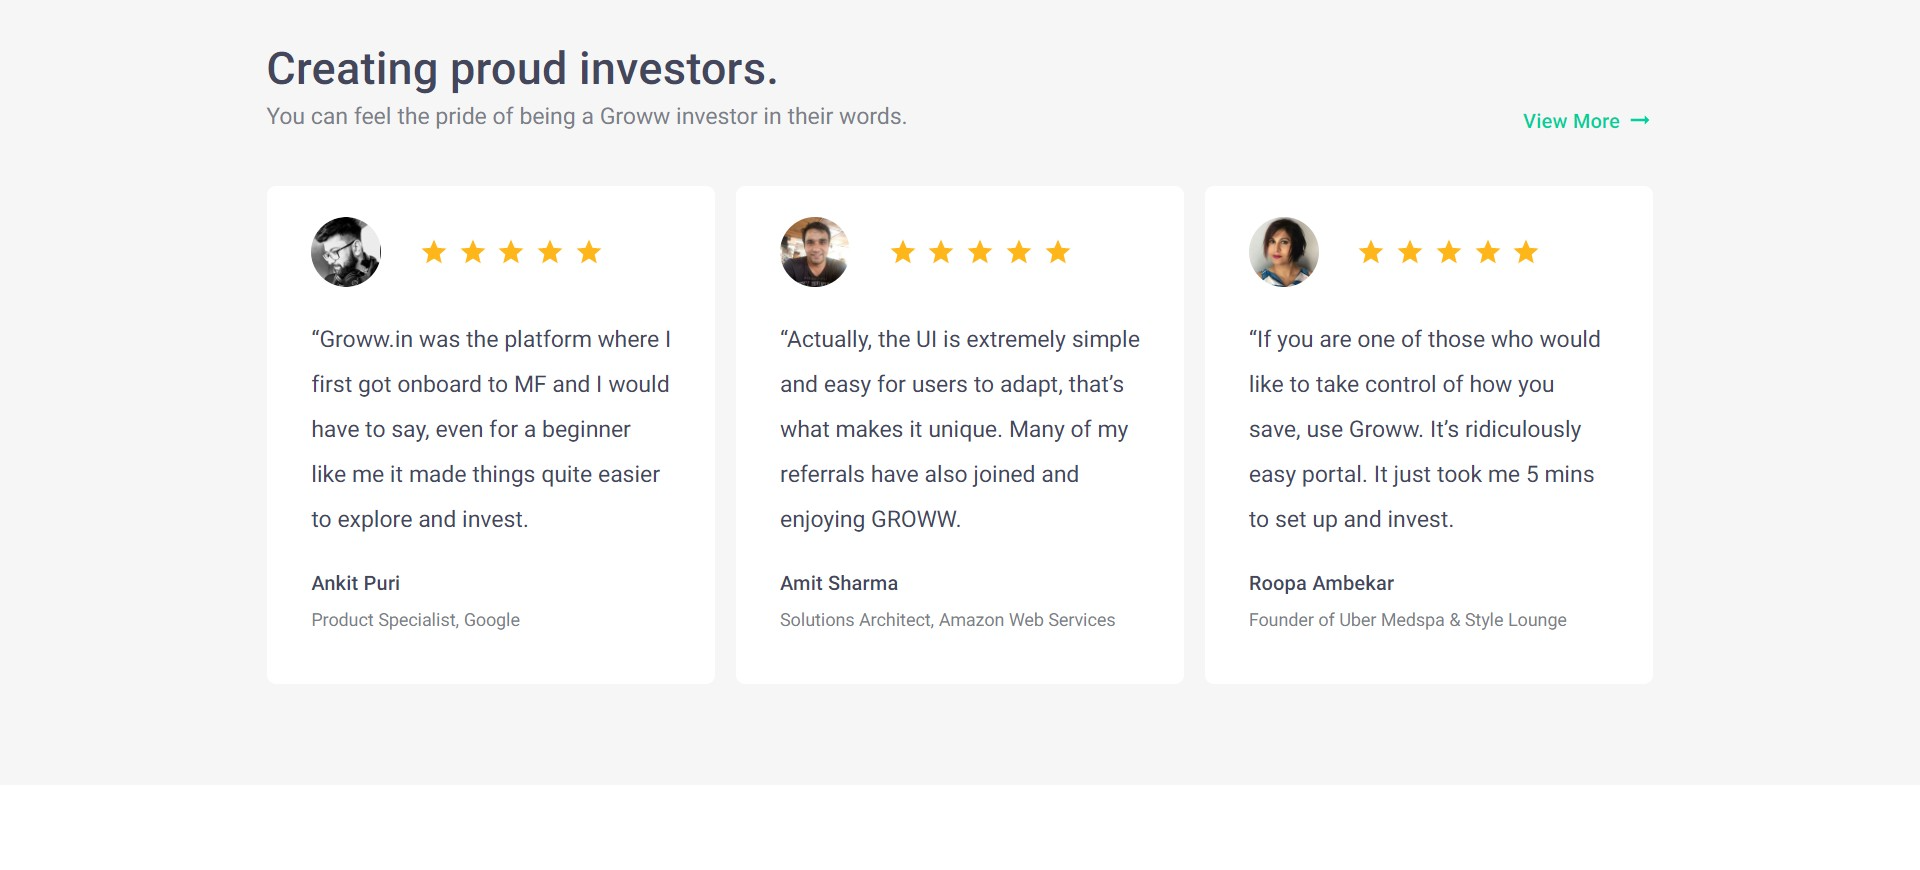 Creating proud investors.
You can feel the pride of being a Groww investor in their words.
View More →
“Groww.in was the platform where I
first got onboard to MF and I would
have to say, even for a beginner
like me it made things quite easier
to explore and invest.
Ankit Puri
Product Specialist, Google
“Actually, the UI is extremely simple
and easy for users to adapt, that’s
what makes it unique. Many of my
referrals have also joined and
enjoying GROWW.
Amit Sharma
Solutions Architect, Amazon Web Services
“If you are one of those who would
like to take control of how you
save, use Groww. It’s ridiculously
easy portal. It just took me 5 mins
to set up and invest.
Roopa Ambekar
Founder of Uber Medspa & Style Lounge